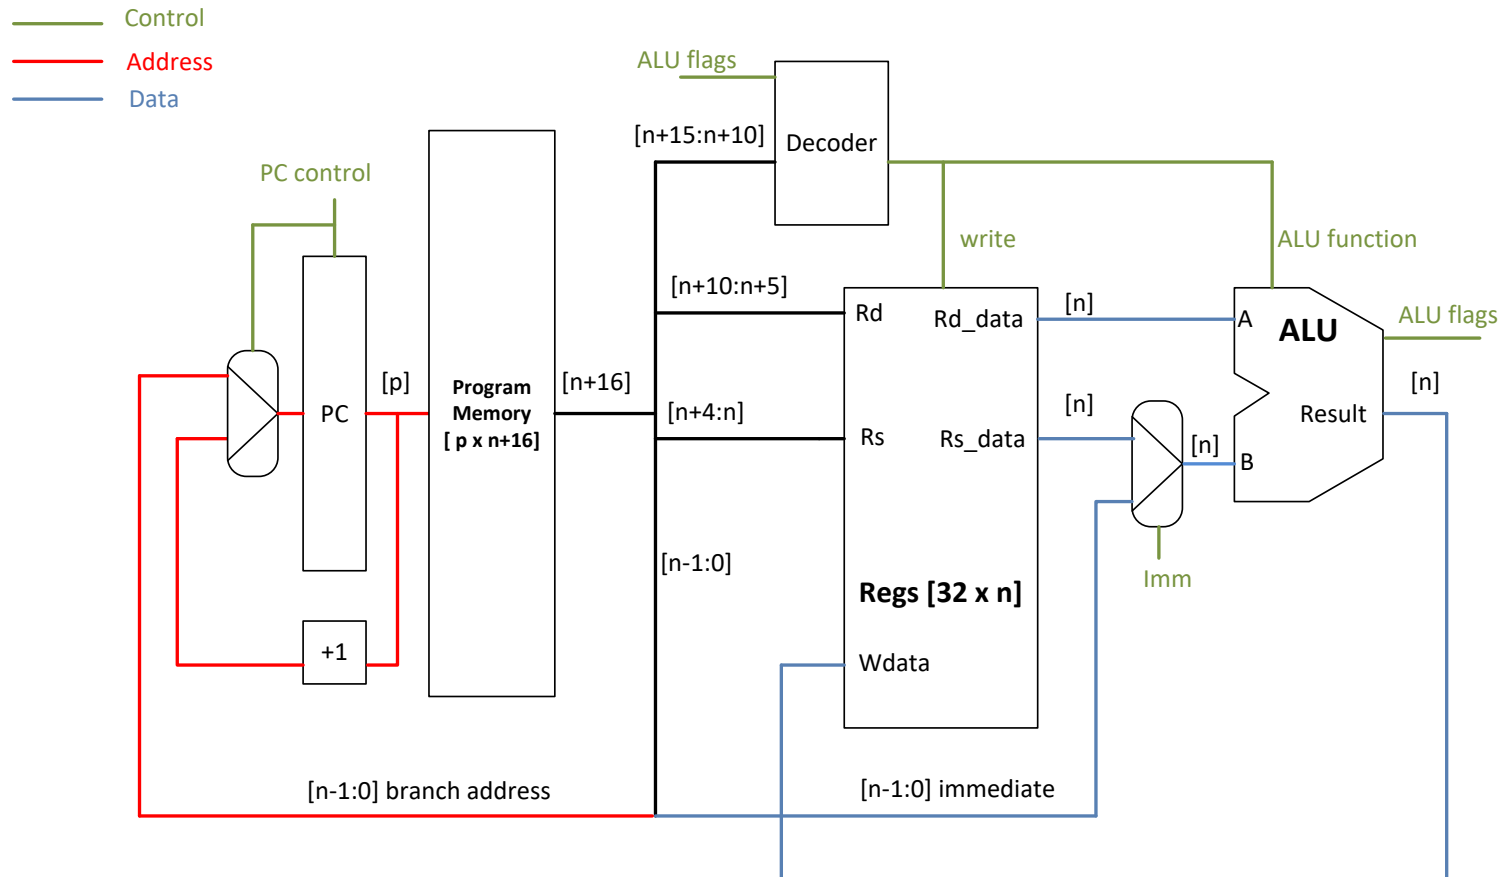 Control
Address
Data
ALU flags
[n+15:n+10]
Decoder
PC control
write
ALU function
[n+10:n+5]
Rd
Rd_data
[n]
A
ALU
ALU flags
[n]
[p]
PC
Program
Memory
[ p x n+16]
[n+16]
[n+4:n]
Rs
Rs_data
[n]
[n]
B
Result
[n-1:0]
Imm
Regs [32 x n]
+1
Wdata
[n-1:0] branch address
[n-1:0] immediate